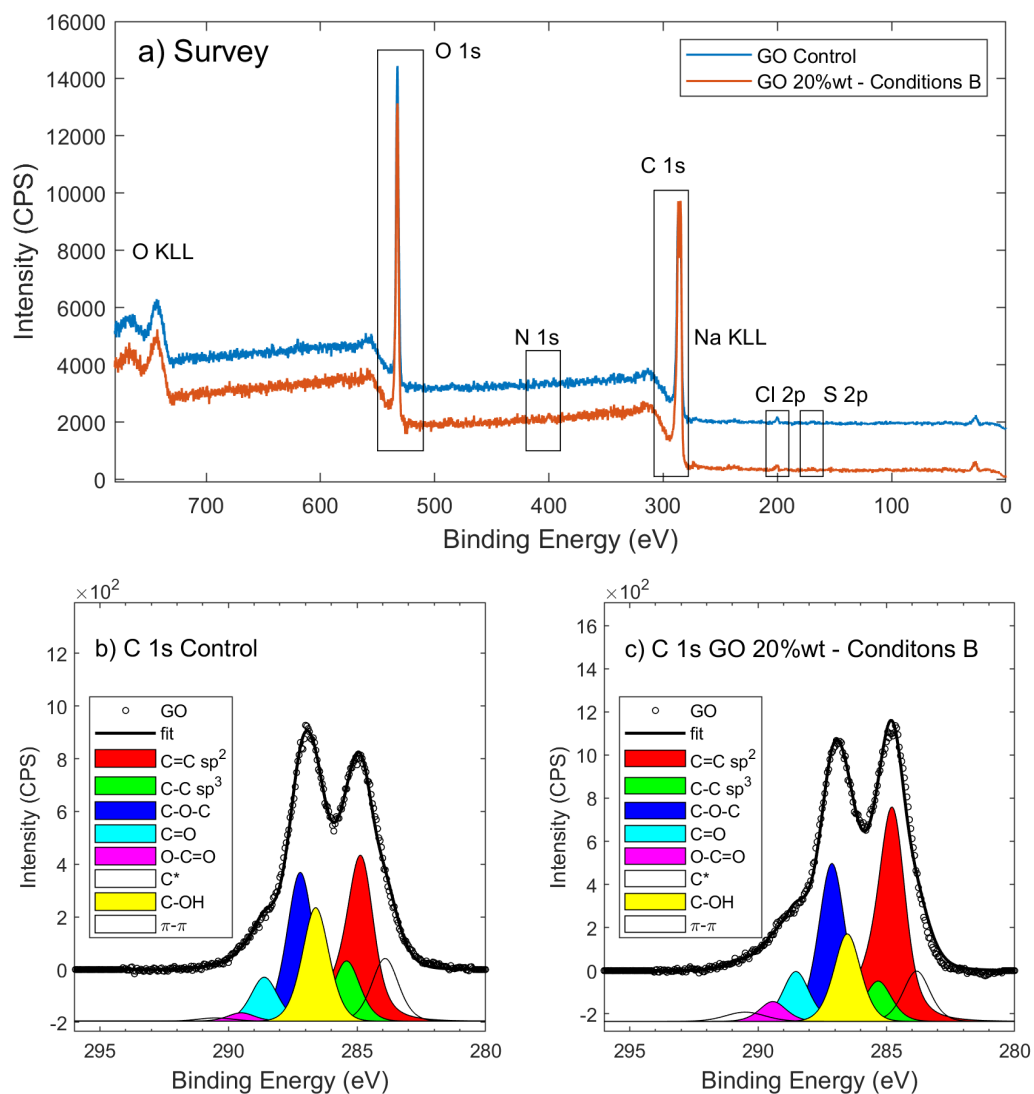 a) Survey
O 1s
GO Control
GO 20%wt - Conditions B
C 1s
O KLL
N 1s
Na KLL
Cl 2p
S 2p
16000
14000
12000
10000
8000
6000
4000
2000
0
Intensity (CPS)
700 600 500 400 300 200 100 0
Binding Energy (eV)
×10²
b) C 1s Control
GO
fit
C=C sp²
C-C sp³
C-O-C
C=O
O-C=O
C*
C-OH
π-π
12
10
8
6
4
2
0
-2
Intensity (CPS)
295 290 285 280
Binding Energy (eV)
×10²
c) C 1s GO 20%wt - Conditons B
GO
fit
C=C sp²
C-C sp³
C-O-C
C=O
O-C=O
C*
C-OH
π-π
16
14
12
10
8
6
4
2
0
-2
Intensity (CPS)
295 290 285 280
Binding Energy (eV)